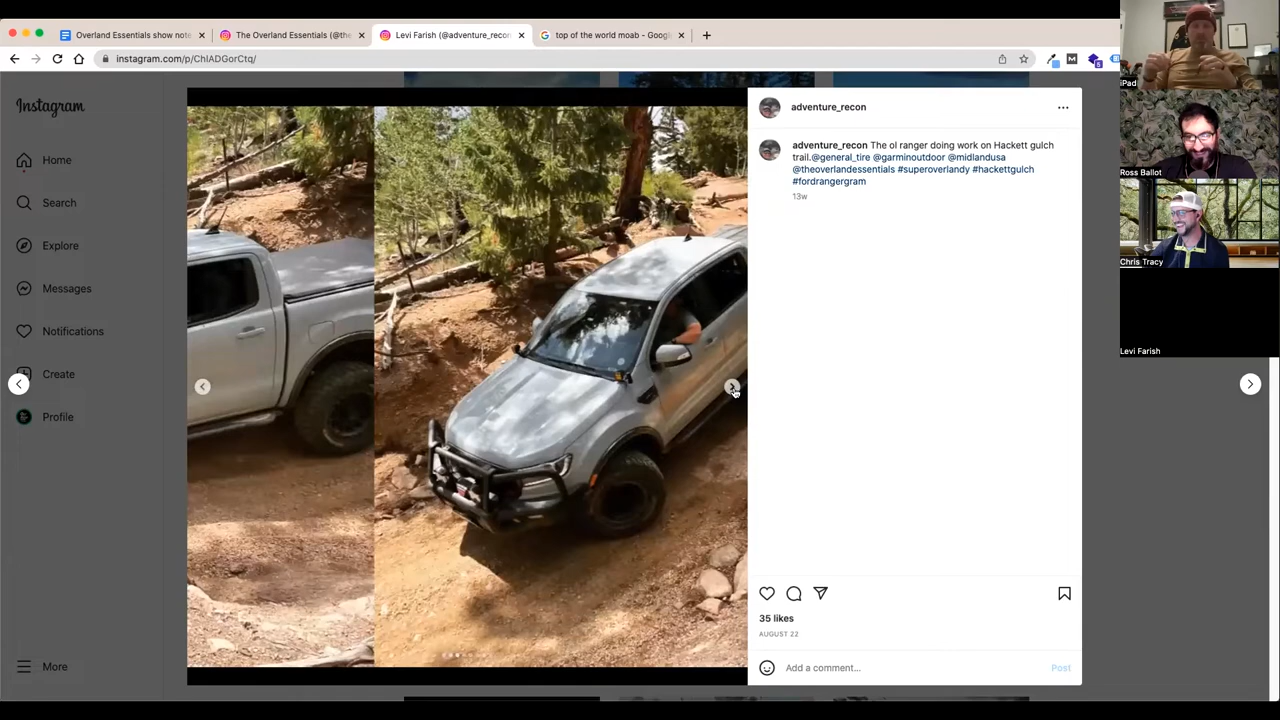 Overland Essentials show note
The Overland Essentials (@the
Levi Farish (@adventure_recon
top of the world moab - Googl
instagram.com/p/ChIADGorCtq/
Instagram
Home
Search
Explore
Messages
Notifications
Create
Profile
More
adventure_recon
adventure_recon The ol ranger doing work on Hackett gulch
trail.@general_tire @garminoutdoor @midlandusa
@theoverlandessentials #superoverlandy #hackettgulch
#fordrangergram
13w
35 likes
AUGUST 22
Add a comment...
Post
iPad
Ross Ballot
Chris Tracy
Levi Farish